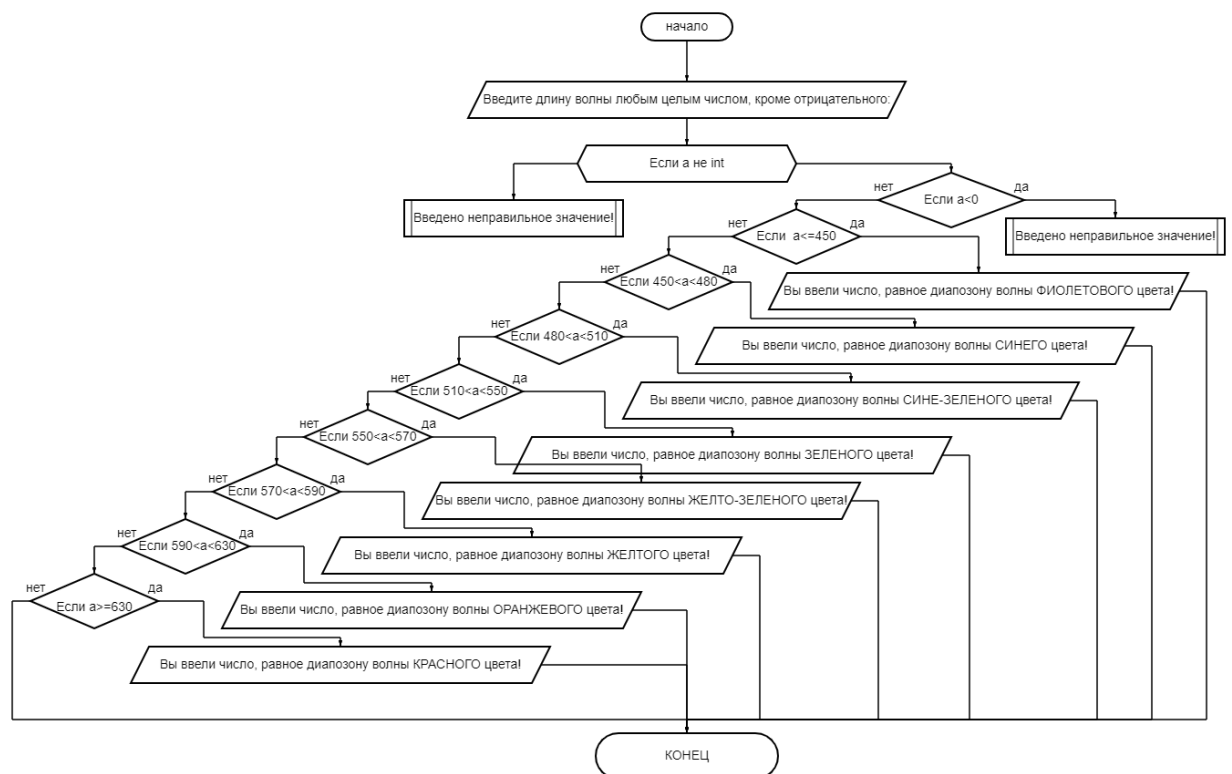 начало
Введите длину волны любым целым числом, кроме отрицательного:
Если а не int
нет
да
Если a<0
Введено неправильное значение!
Введено неправильное значение!
нет
да
Если a<=450
нет
да
Если 450<a<480
Вы ввели число, равное диапозону волны ФИОЛЕТОВОГО цвета!
нет
да
Если 480<a<510
Вы ввели число, равное диапозону волны СИНЕГО цвета!
нет
да
Если 510<a<550
Вы ввели число, равное диапозону волны СИНЕ-ЗЕЛЕНОГО цвета!
нет
да
Если 550<a<570
Вы ввели число, равное диапозону волны ЗЕЛЕНОГО цвета!
нет
да
Если 570<a<590
Вы ввели число, равное диапозону волны ЖЕЛТО-ЗЕЛЕНОГО цвета!
нет
да
Если 590<a<630
Вы ввели число, равное диапозону волны ЖЕЛТОГО цвета!
нет
да
Если a>=630
Вы ввели число, равное диапозону волны ОРАНЖЕВОГО цвета!
Вы ввели число, равное диапозону волны КРАСНОГО цвета!
КОНЕЦ